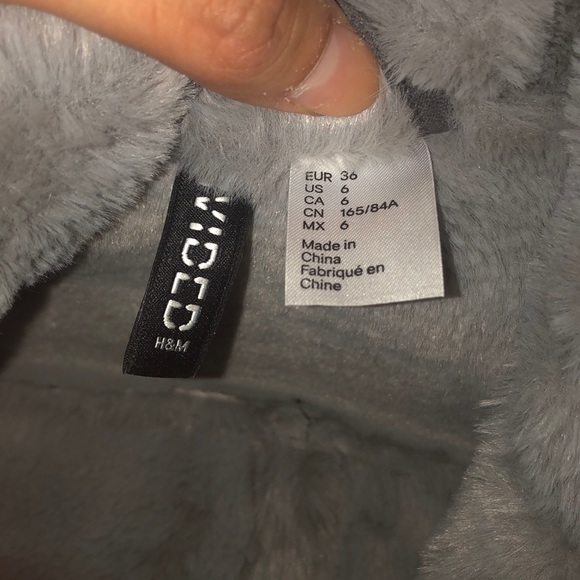 EUR 36
US 6
CA 6
CN 165/84A
MX 6
Made in
China
Fabriqué en
Chine
H&M